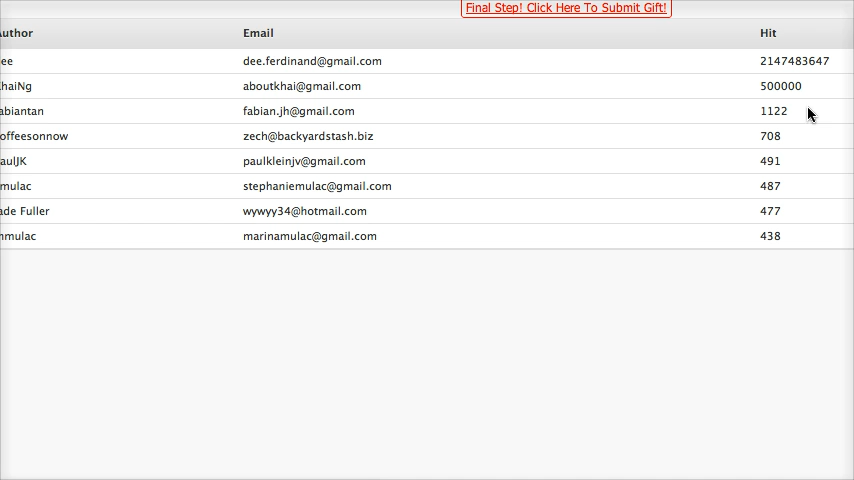 Final Step! Click Here To Submit Gift!
Author Email Hit
ee dee.ferdinand@gmail.com 2147483647
haiNg aboutkhai@gmail.com 500000
abiantan fabian.jh@gmail.com 1122
offeesonnow zech@backyardstash.biz 708
aulJK paulkleinjv@gmail.com 491
mulac stephaniemulac@gmail.com 487
ade Fuller wywyy34@hotmail.com 477
mmulac marinamulac@gmail.com 438